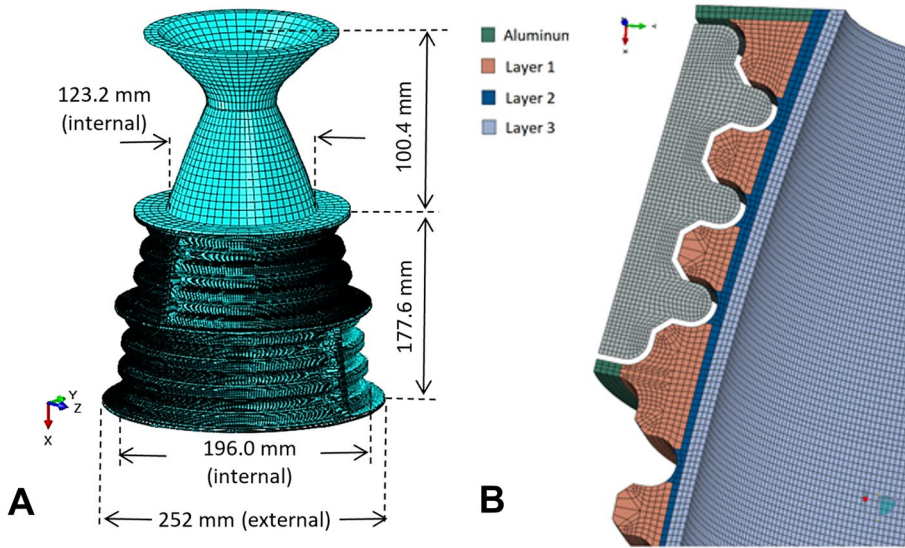 123.2 mm
(internal)
100.4 mm
177.6 mm
Y
Z
X
196.0 mm
(internal)
252 mm (external)
A
Aluminun
Layer 1
Layer 2
Layer 3
Y
X
B